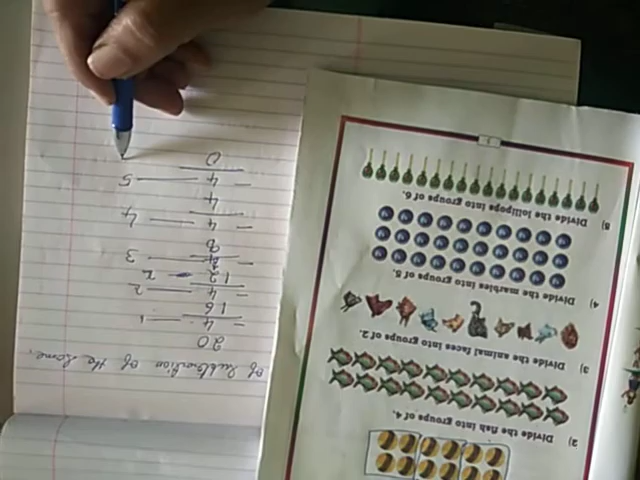 of subtraction of the same.
20
- 4 — 1
16
- 4 — 2
12
- 4 — 3
8
- 4 — 4
4
- 4 — 5
0
2) Divide the fish into groups of 4.
3) Divide the animal faces into groups of 2.
4) Divide the marbles into groups of 5.
5) Divide the lollipops into groups of 6.